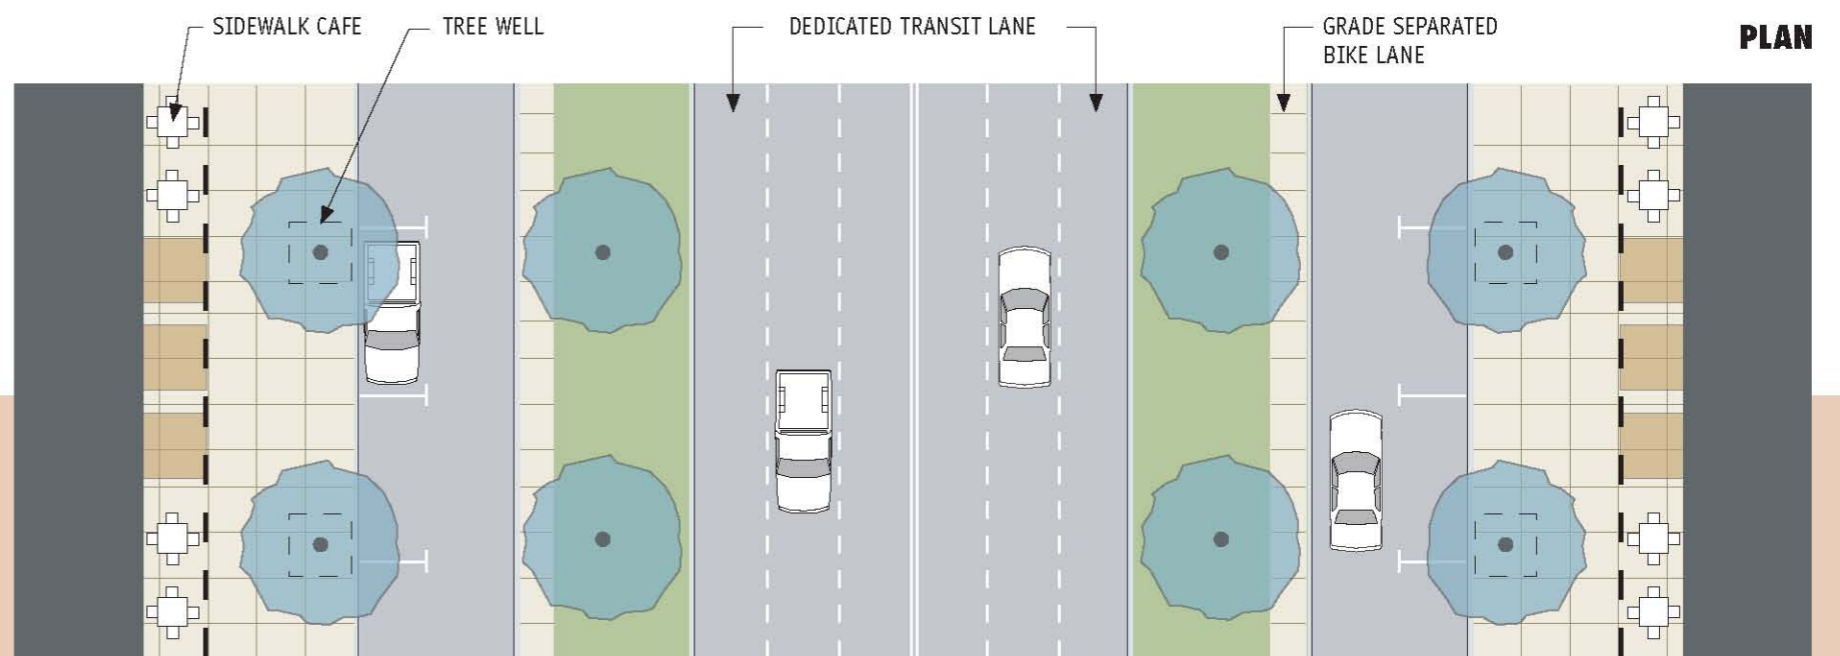 SIDEWALK CAFE
TREE WELL
DEDICATED TRANSIT LANE
GRADE SEPARATED
BIKE LANE
PLAN